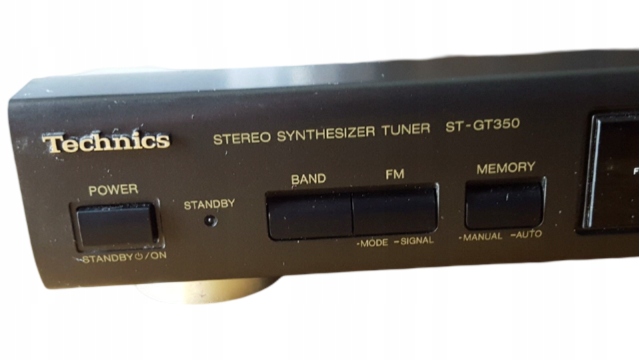 Technics
STEREO SYNTHESIZER TUNER ST-GT350
POWER
STANDBY ⏻/ON
STANDBY
BAND
FM
•MODE –SIGNAL
MEMORY
•MANUAL –AUTO
F